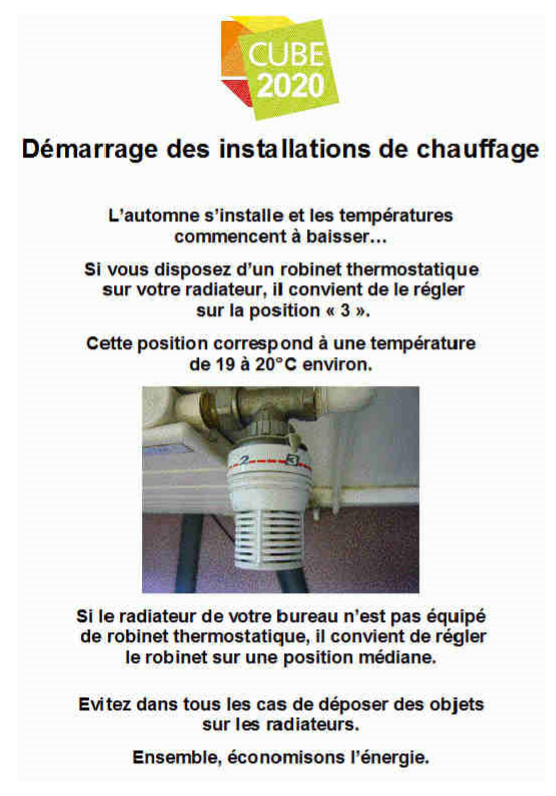 CUBE
2020
Démarrage des installations de chauffage
L'automne s'installe et les températures
commencent à baisser...
Si vous disposez d'un robinet thermostatique
sur votre radiateur, il convient de le régler
sur la position « 3 ».
Cette position correspond à une température
de 19 à 20°C environ.
2 3
Si le radiateur de votre bureau n'est pas équipé
de robinet thermostatique, il convient de régler
le robinet sur une position médiane.
Evitez dans tous les cas de déposer des objets
sur les radiateurs.
Ensemble, économisons l'énergie.